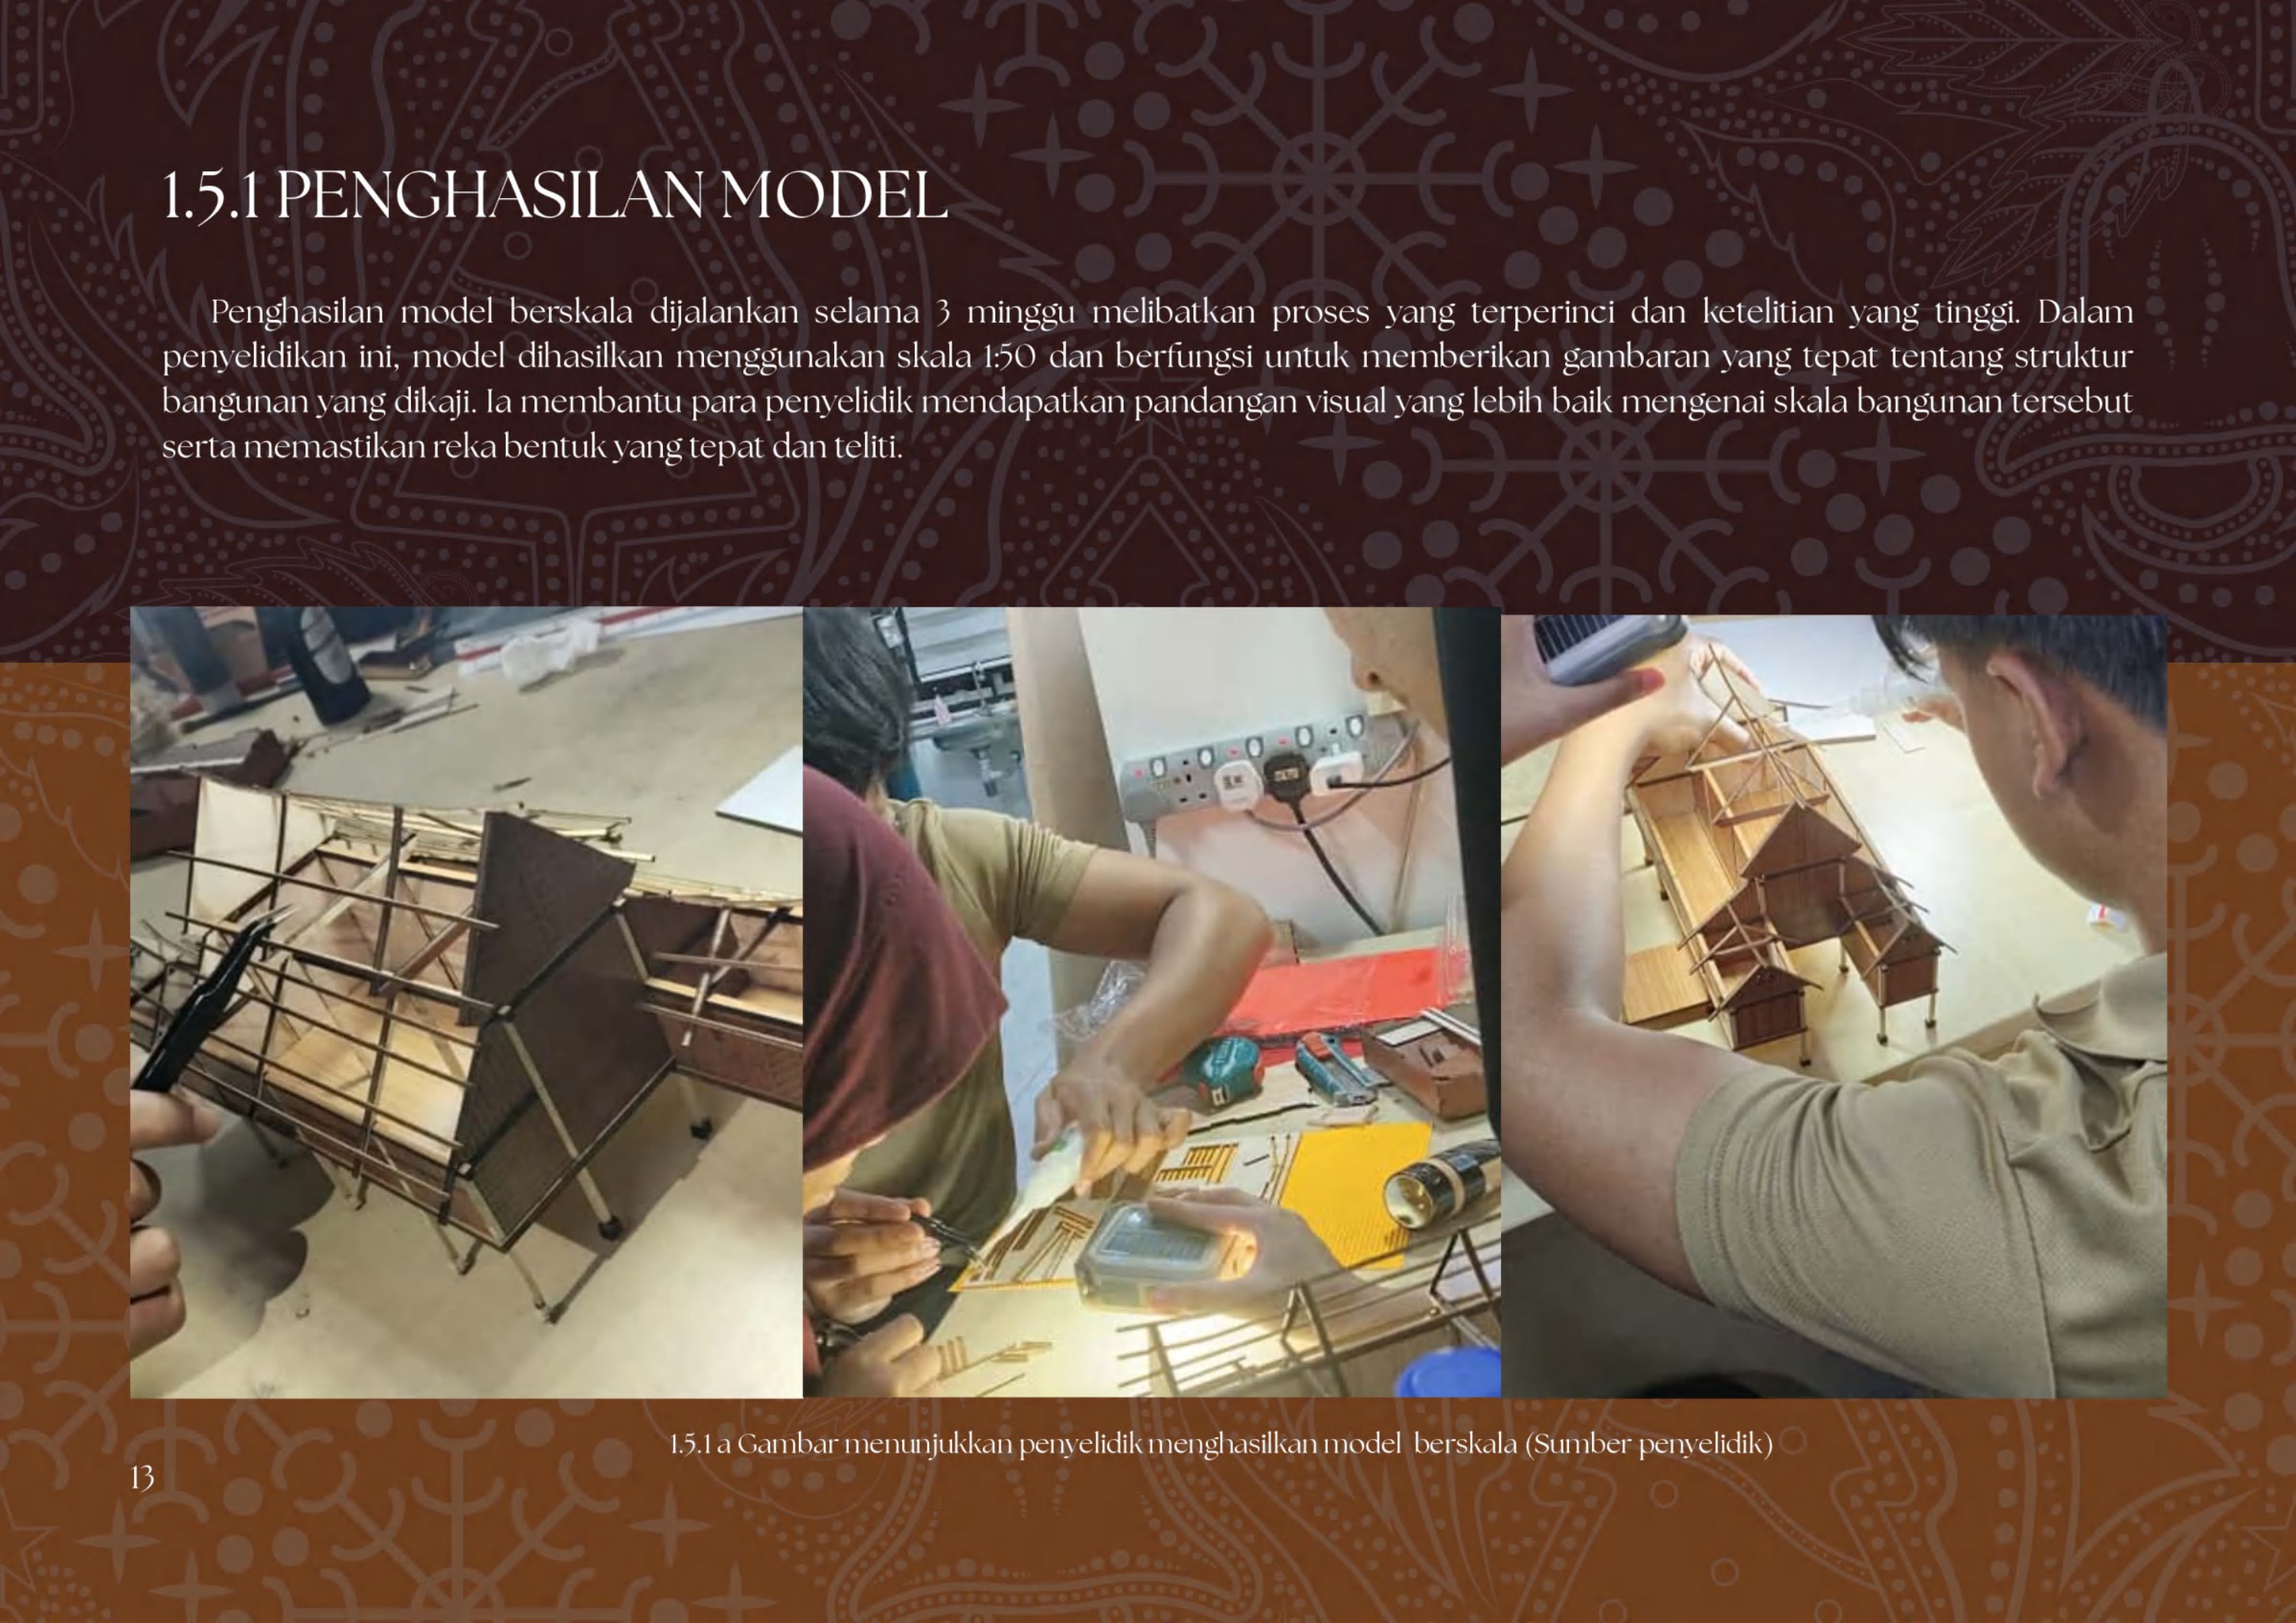 1.5.1 PENGHASILAN MODEL
Penghasilan model berskala dijalankan selama 3 minggu melibatkan proses yang terperinci dan ketelitian yang tinggi. Dalam
penyelidikan ini, model dihasilkan menggunakan skala 1:50 dan berfungsi untuk memberikan gambaran yang tepat tentang struktur
bangunan yang dikaji. Ia membantu para penyelidik mendapatkan pandangan visual yang lebih baik mengenai skala bangunan tersebut
serta memastikan reka bentuk yang tepat dan teliti.
1.5.1 a Gambar menunjukkan penyelidik menghasilkan model berskala (Sumber penyelidik)
13